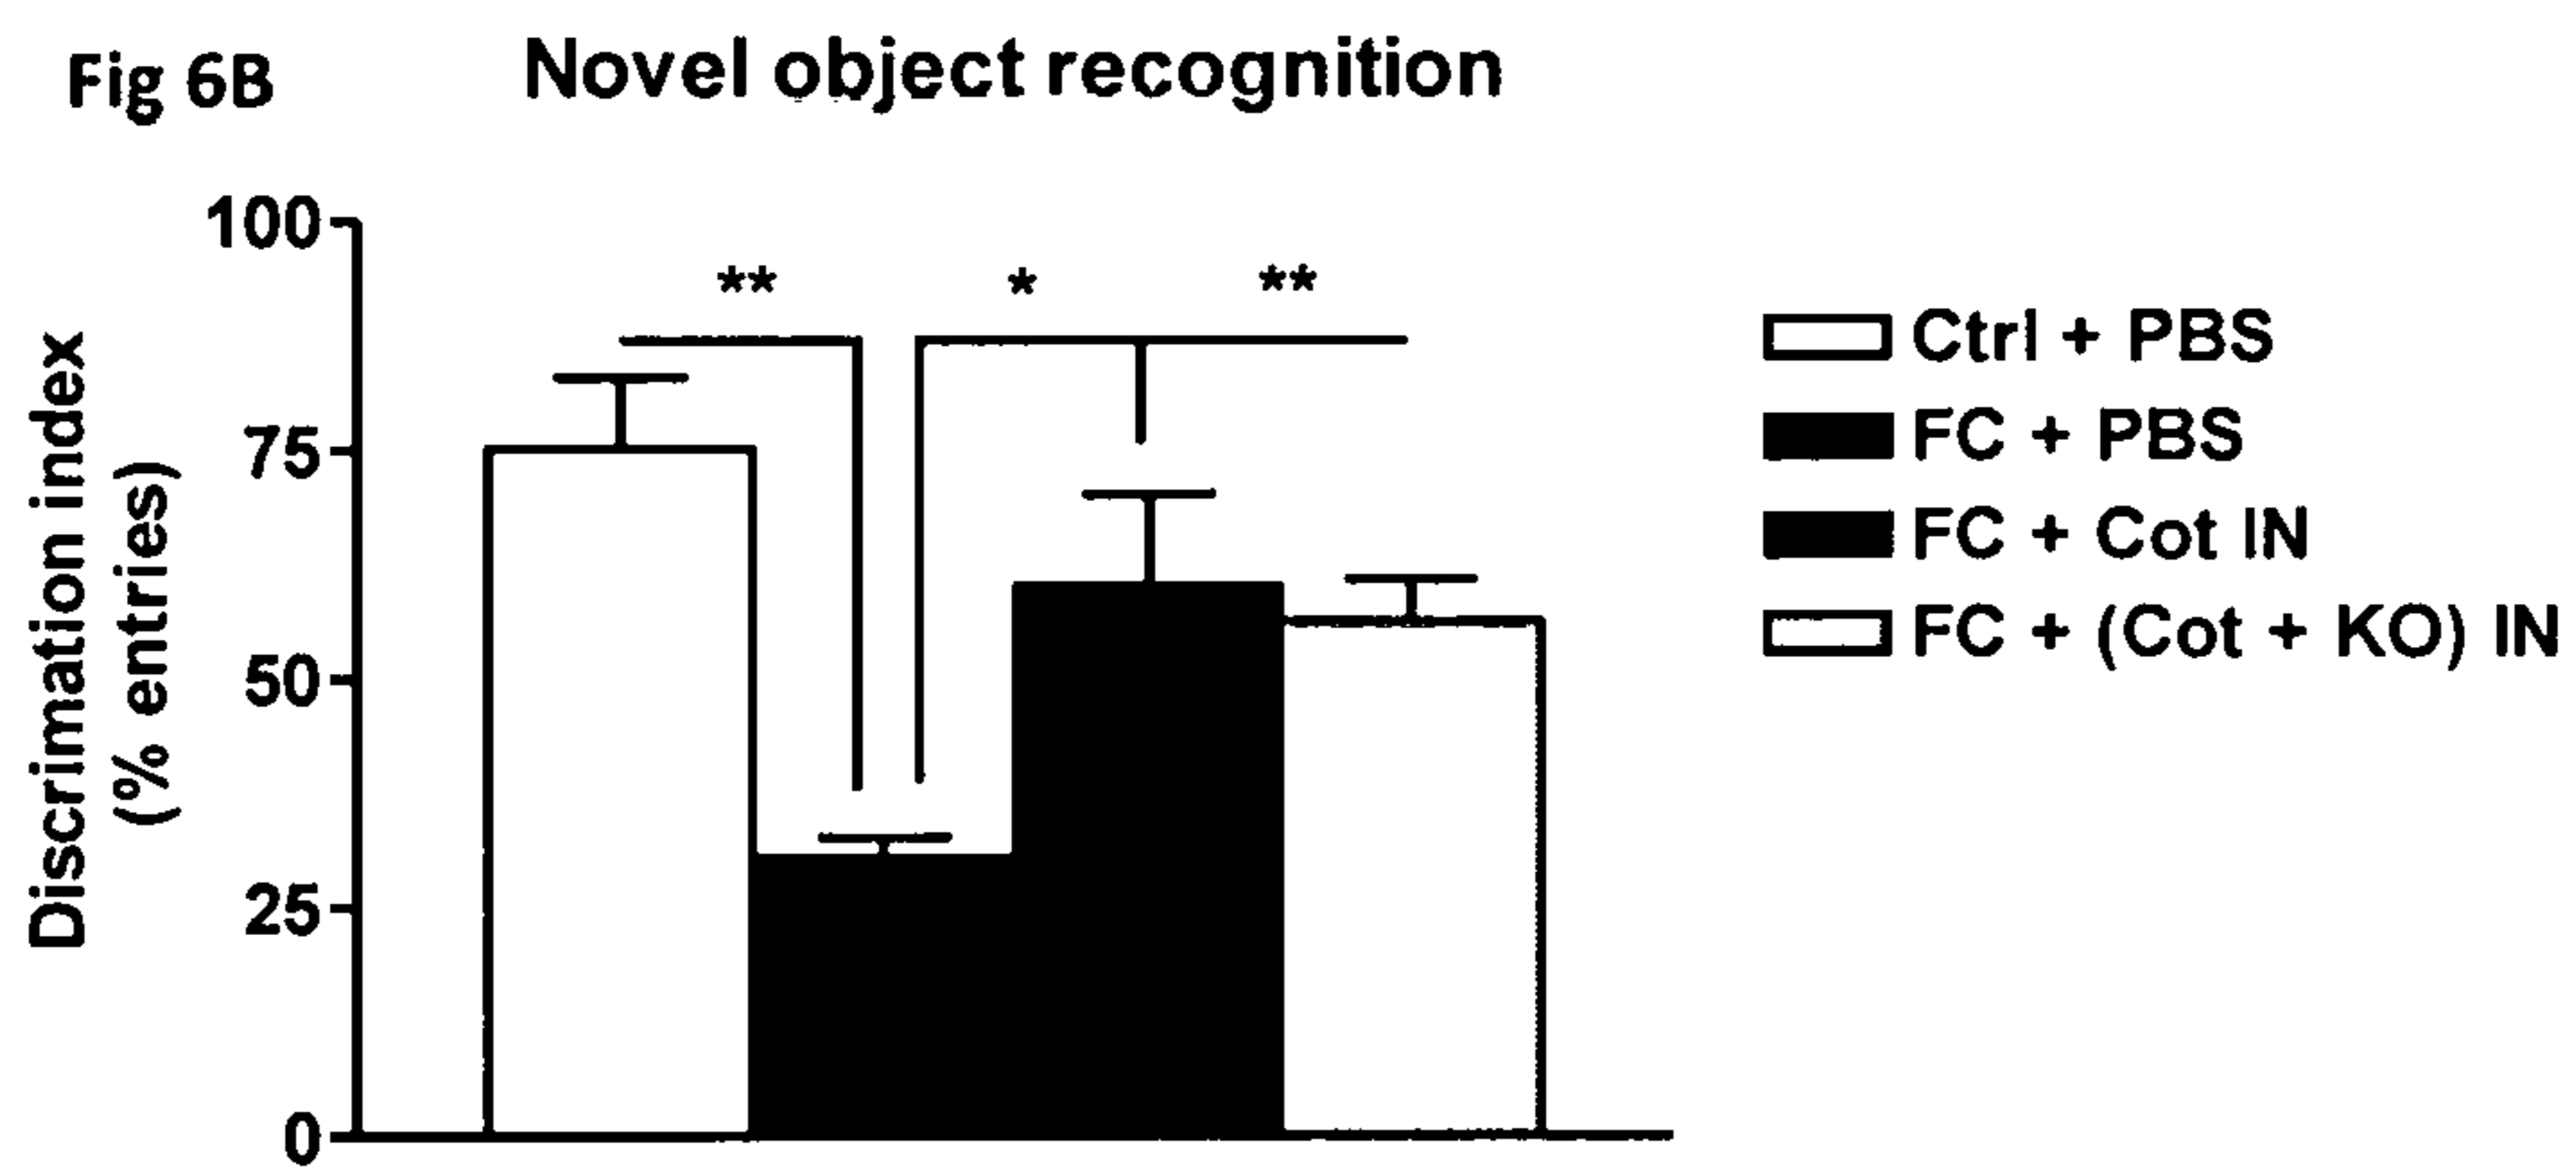 Fig 6B
Novel object recognition
Discrimation index
(% entries)
100
75
50
25
0
**
*
**
Ctrl + PBS
FC + PBS
FC + Cot IN
FC + (Cot + KO) IN